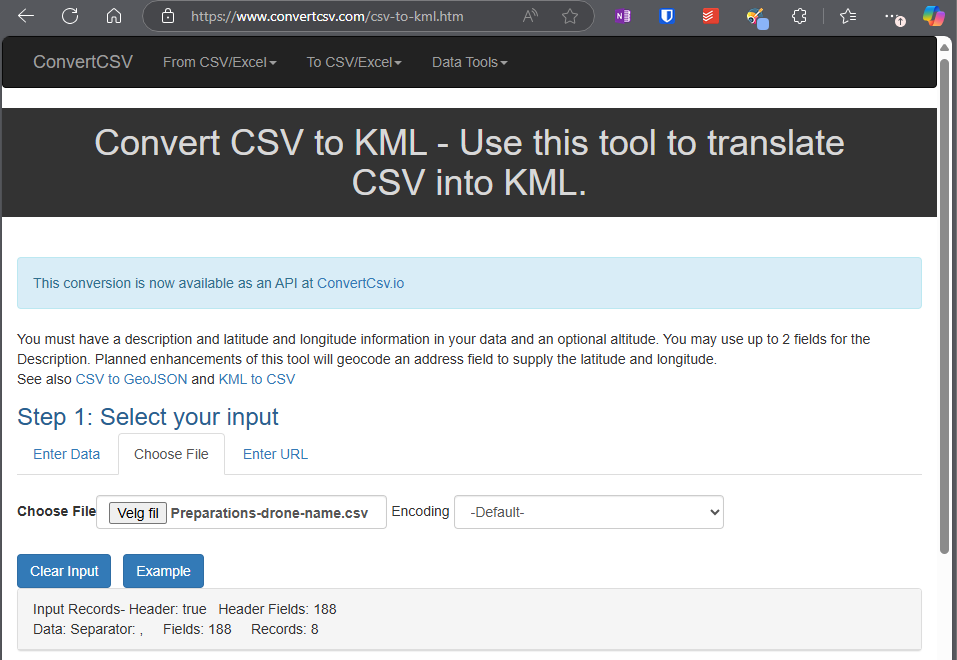 https://www.convertcsv.com/csv-to-kml.htm
ConvertCSV From CSV/Excel To CSV/Excel Data Tools
Convert CSV to KML - Use this tool to translate
CSV into KML.
This conversion is now available as an API at ConvertCsv.io
You must have a description and latitude and longitude information in your data and an optional altitude. You may use up to 2 fields for the
Description. Planned enhancements of this tool will geocode an address field to supply the latitude and longitude.
See also CSV to GeoJSON and KML to CSV
Step 1: Select your input
Enter Data Choose File Enter URL
Choose File Velg fil Preparations-drone-name.csv Encoding -Default-
Clear Input Example
Input Records- Header: true Header Fields: 188
Data: Separator: , Fields: 188 Records: 8